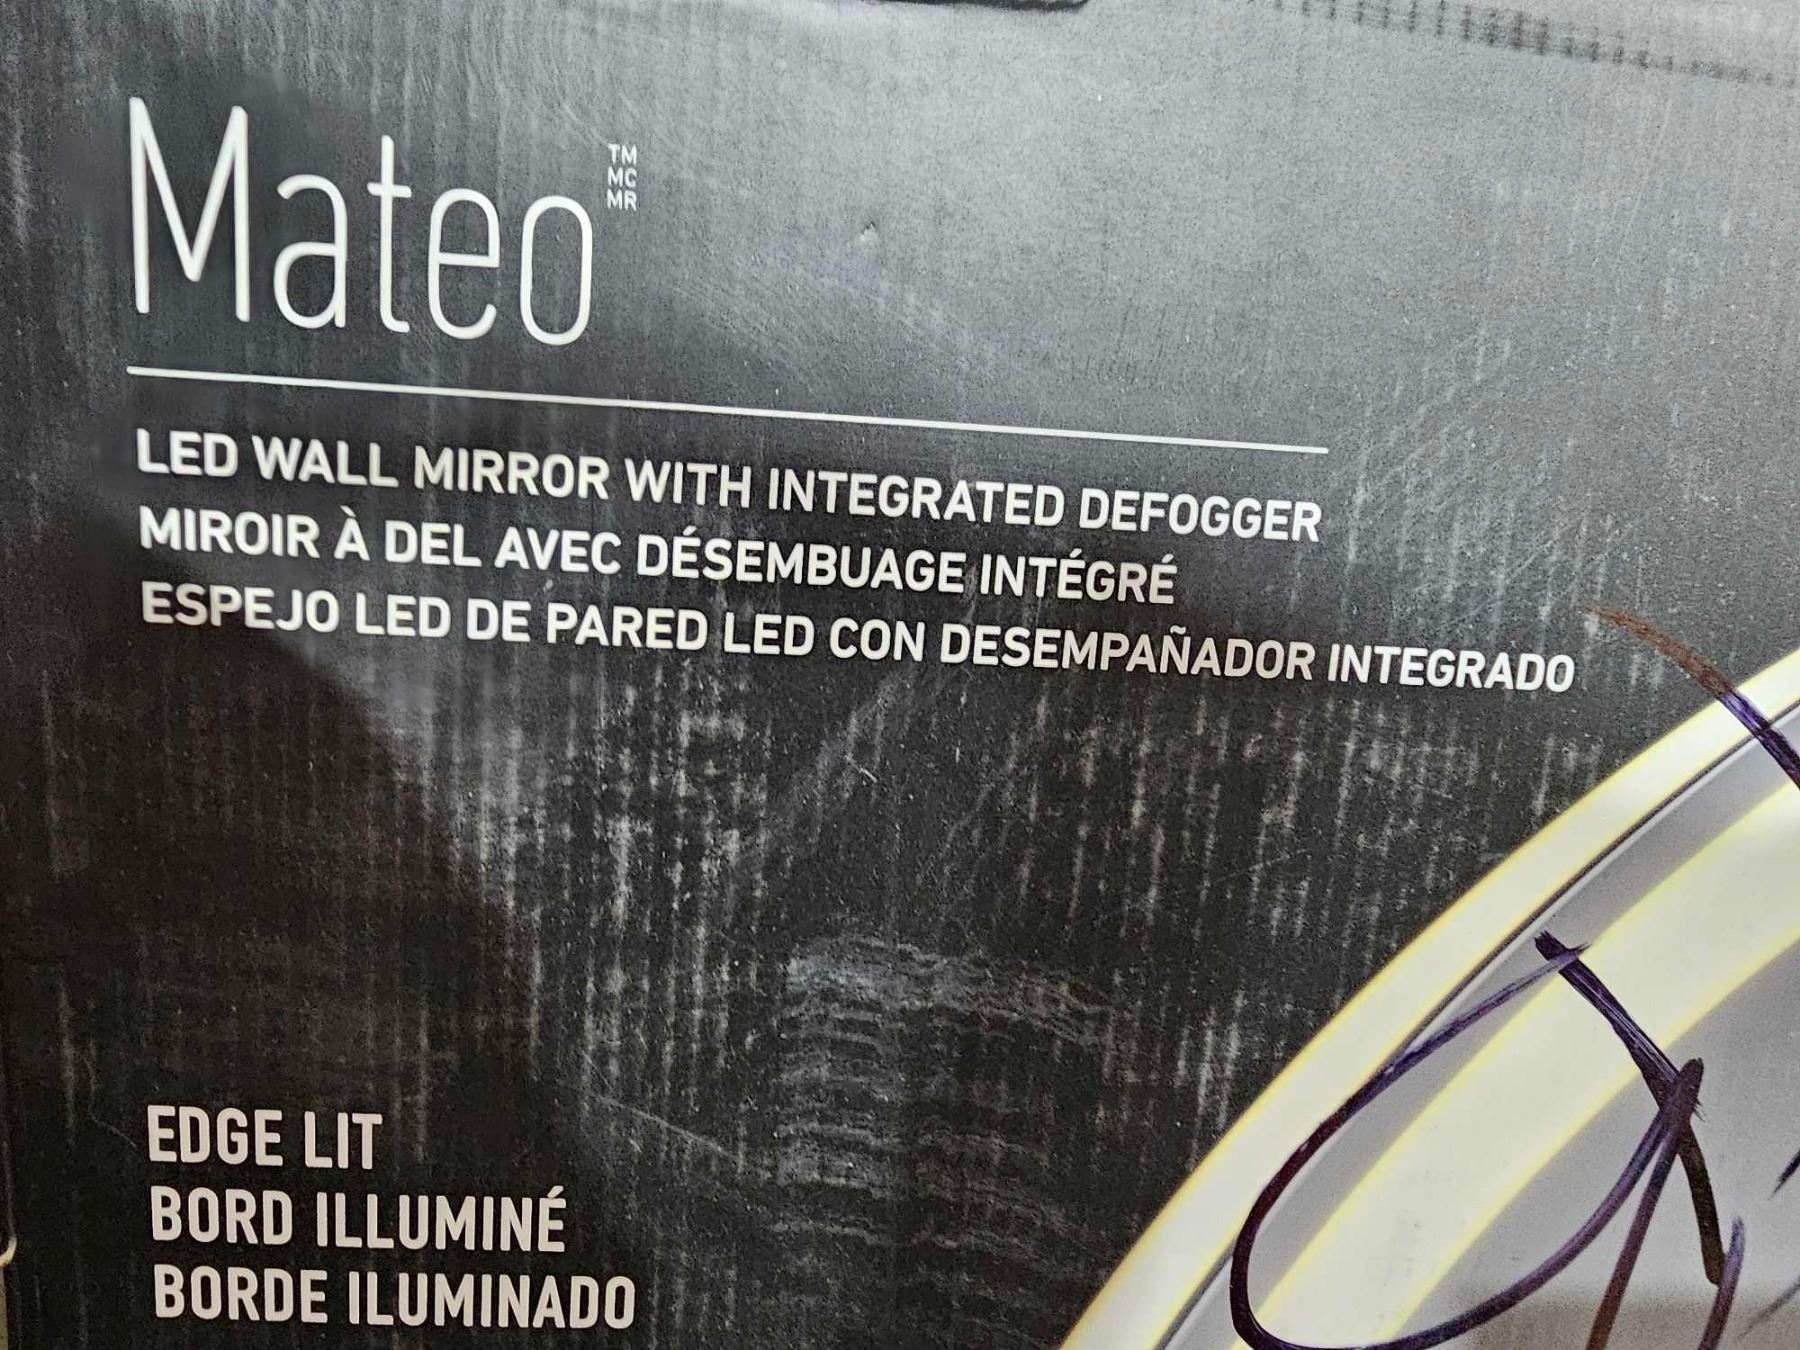 Mateo TM MC MR
LED WALL MIRROR WITH INTEGRATED DEFOGGER
MIROIR À DEL AVEC DÉSEMBUAGE INTÉGRÉ
ESPEJO LED DE PARED LED CON DESEMPAÑADOR INTEGRADO
EDGE LIT
BORD ILLUMINÉ
BORDE ILUMINADO